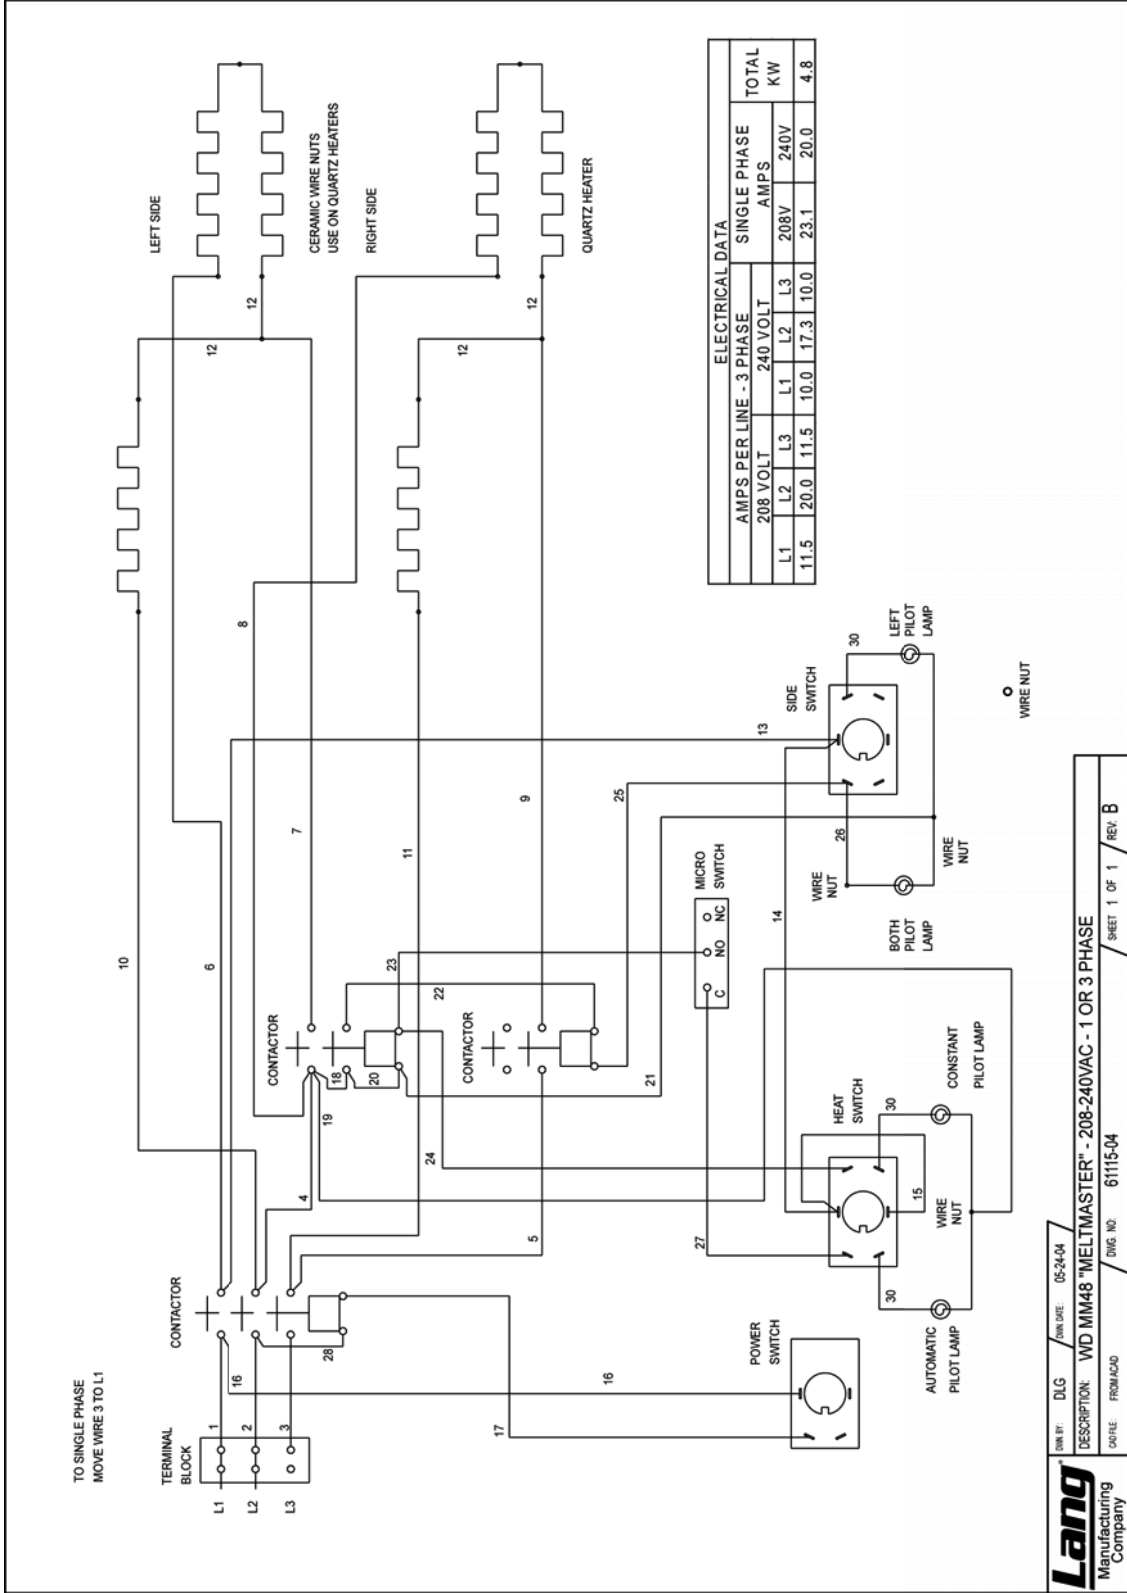 TO SINGLE PHASE
MOVE WIRE 3 TO L1
TERMINAL
BLOCK
L1
L2
L3
1
2
3
16
28
CONTACTOR
4
5
6
10
17
16
POWER
SWITCH
19
18
20
CONTACTOR
24
CONTACTOR
23
22
21
27
HEAT
SWITCH
30
30
15
WIRE
NUT
AUTOMATIC
PILOT LAMP
CONSTANT
PILOT LAMP
MICRO
SWITCH
C
NO
NC
14
13
25
26
SIDE
SWITCH
30
WIRE
NUT
WIRE
NUT
BOTH
PILOT
LAMP
LEFT
PILOT
LAMP
WIRE NUT
7
8
9
11
12
12
12
12
LEFT SIDE
CERAMIC WIRE NUTS
USE ON QUARTZ HEATERS
RIGHT SIDE
QUARTZ HEATER
ELECTRICAL DATA
AMPS PER LINE - 3 PHASE SINGLE PHASE AMPS TOTAL KW
208 VOLT 240 VOLT
L1 L2 L3 L1 L2 L3 208V 240V
11.5 20.0 11.5 10.0 17.3 10.0 23.1 20.0 4.8
Lang
Manufacturing
Company
DWN. BY: DLG DWN. DATE: 05-24-04
DESCRIPTION: WD MM48 "MELTMASTER" - 208-240VAC - 1 OR 3 PHASE
CAD FILE: FROMACAD DWG. NO: 61115-04 SHEET 1 OF 1 REV: B